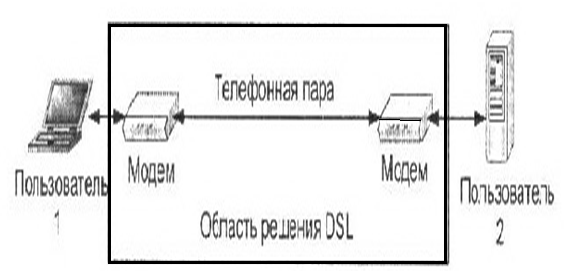 Телефонная пара
Модем
Модем
Пользователь
1
Пользователь
2
Область решения DSL